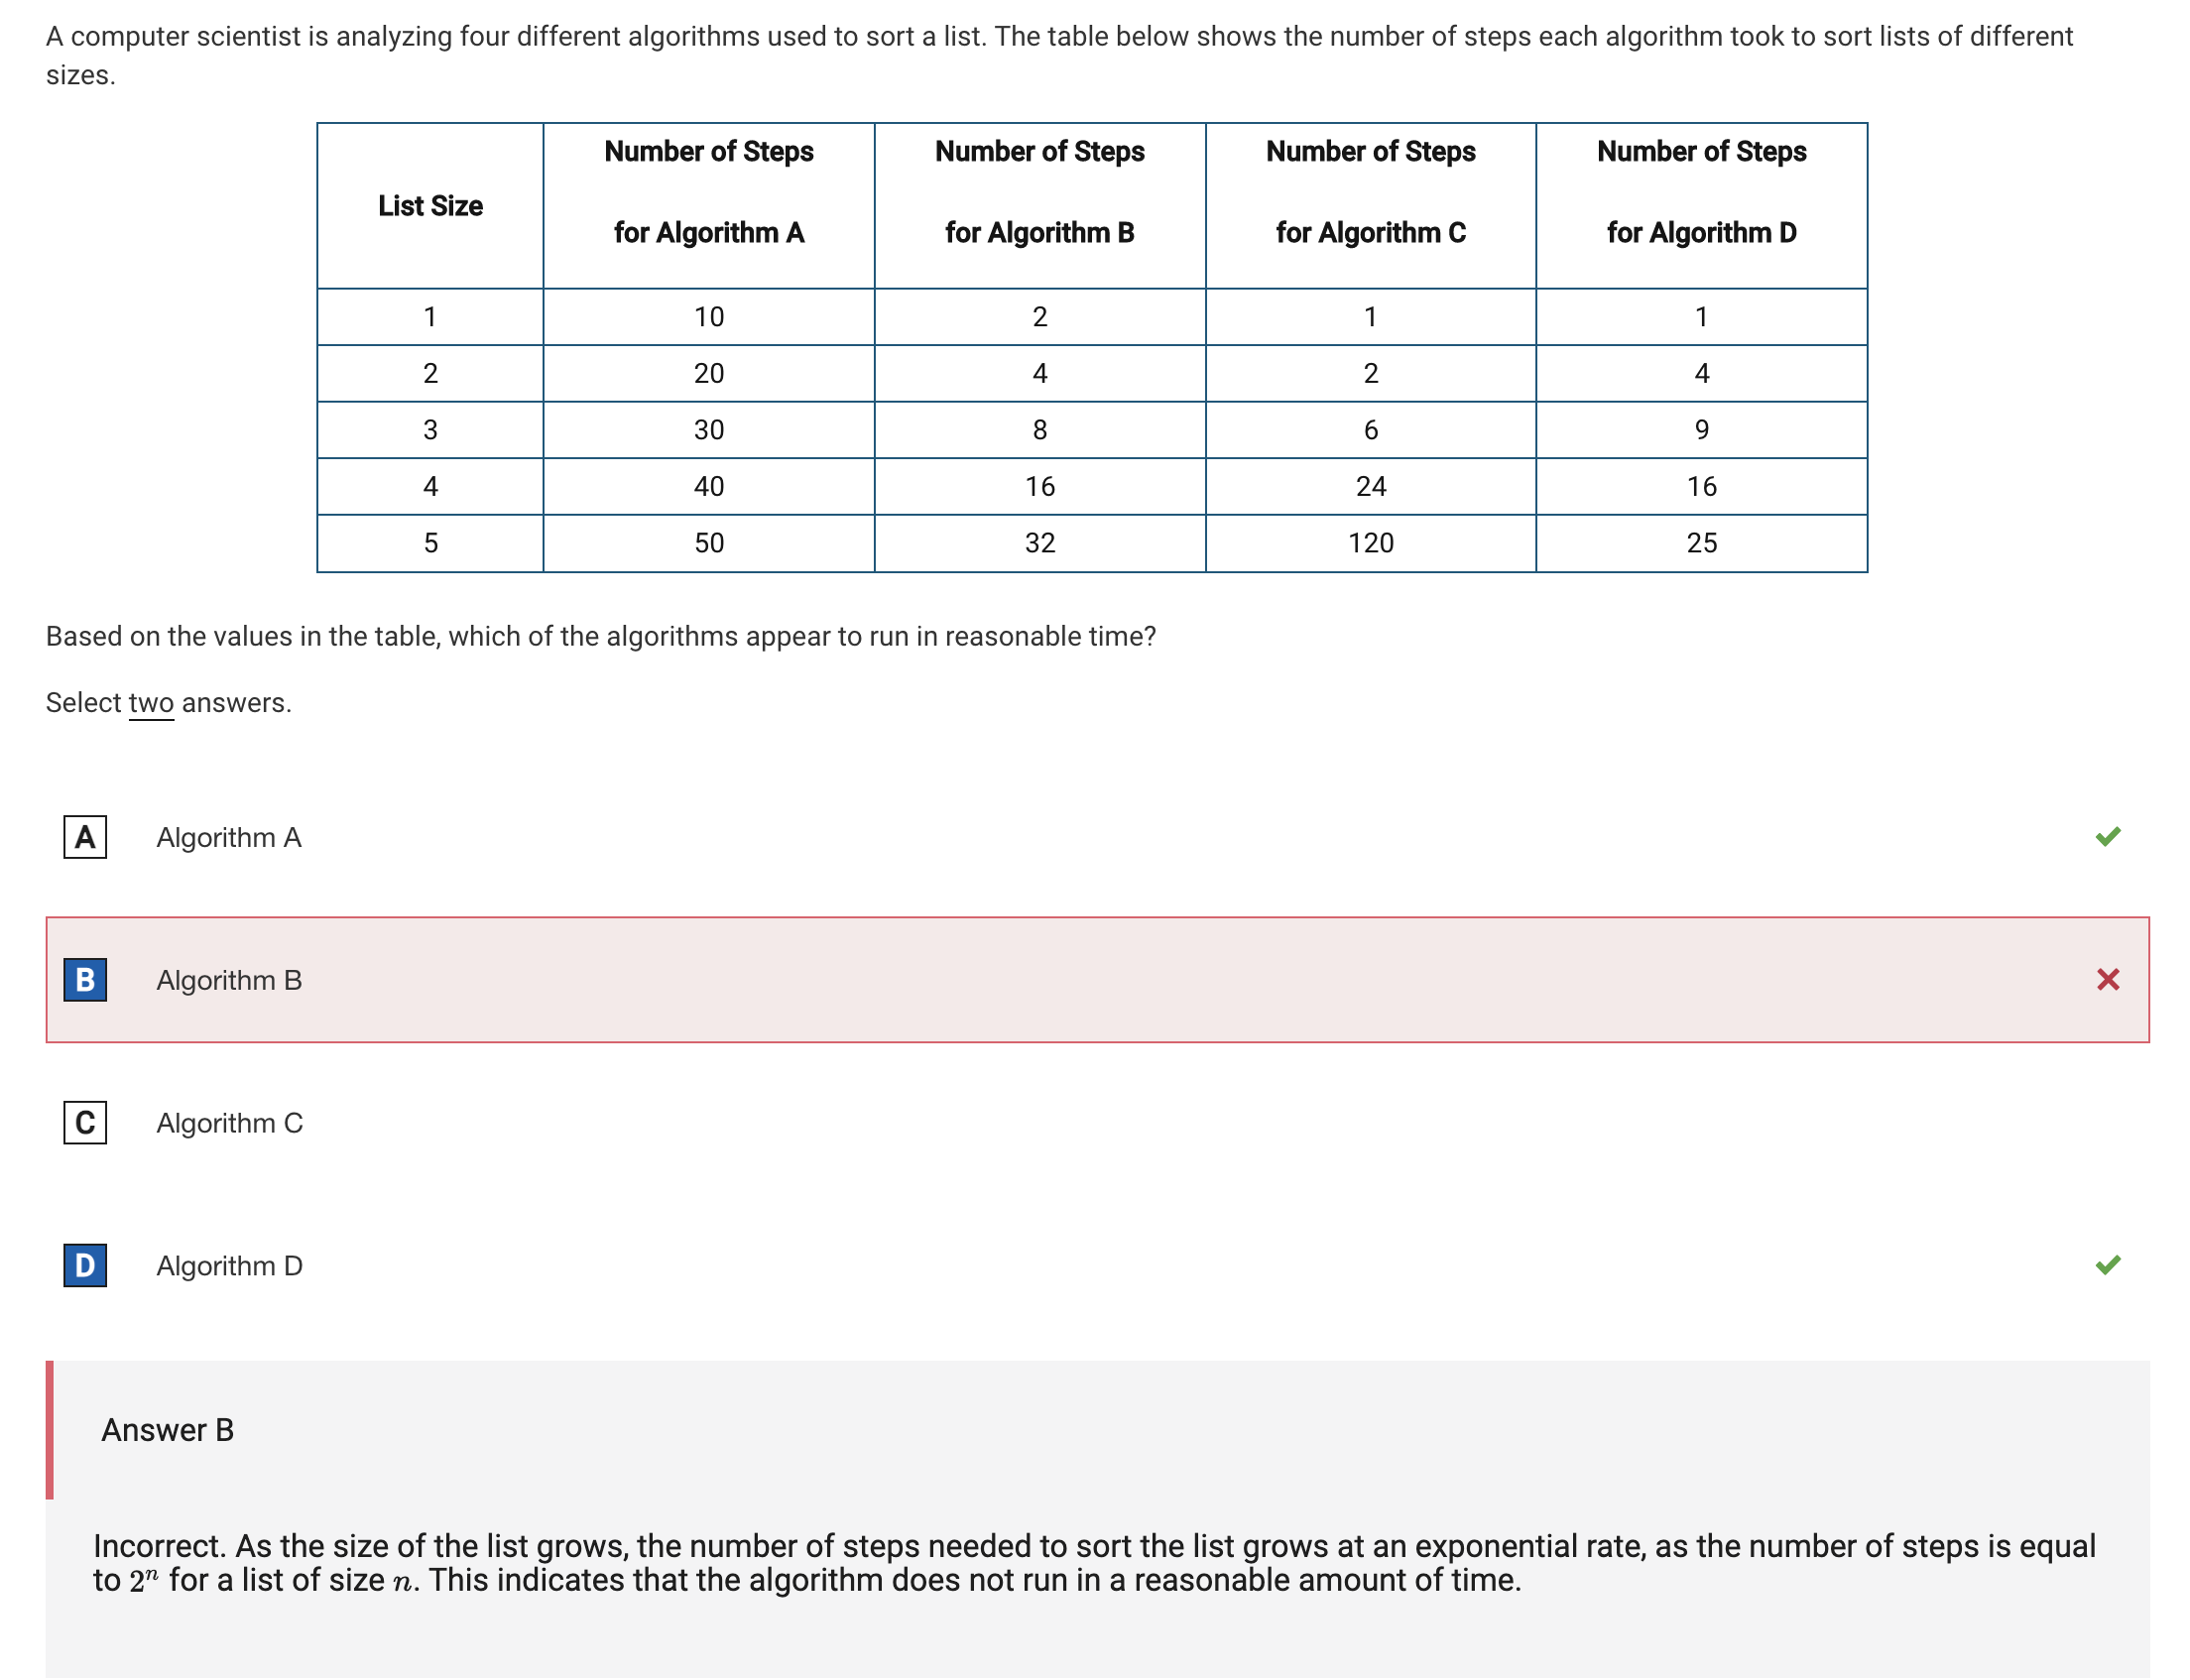 A computer scientist is analyzing four different algorithms used to sort a list. The table below shows the number of steps each algorithm took to sort lists of different
sizes.
List Size
Number of Steps
for Algorithm A
Number of Steps
for Algorithm B
Number of Steps
for Algorithm C
Number of Steps
for Algorithm D
1 10 2 1 1
2 20 4 2 4
3 30 8 6 9
4 40 16 24 16
5 50 32 120 25
Based on the values in the table, which of the algorithms appear to run in reasonable time?
Select two answers.
A Algorithm A
B Algorithm B
C Algorithm C
D Algorithm D
Answer B
Incorrect. As the size of the list grows, the number of steps needed to sort the list grows at an exponential rate, as the number of steps is equal
to 2ⁿ for a list of size n. This indicates that the algorithm does not run in a reasonable amount of time.